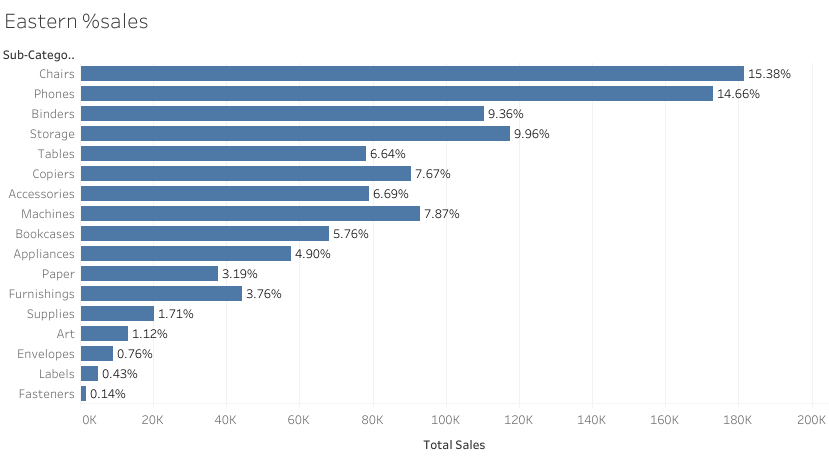 Eastern %sales
Sub-Catego..
Chairs 15.38%
Phones 14.66%
Binders 9.36%
Storage 9.96%
Tables 6.64%
Copiers 7.67%
Accessories 6.69%
Machines 7.87%
Bookcases 5.76%
Appliances 4.90%
Paper 3.19%
Furnishings 3.76%
Supplies 1.71%
Art 1.12%
Envelopes 0.76%
Labels 0.43%
Fasteners 0.14%
0K 20K 40K 60K 80K 100K 120K 140K 160K 180K 200K
Total Sales